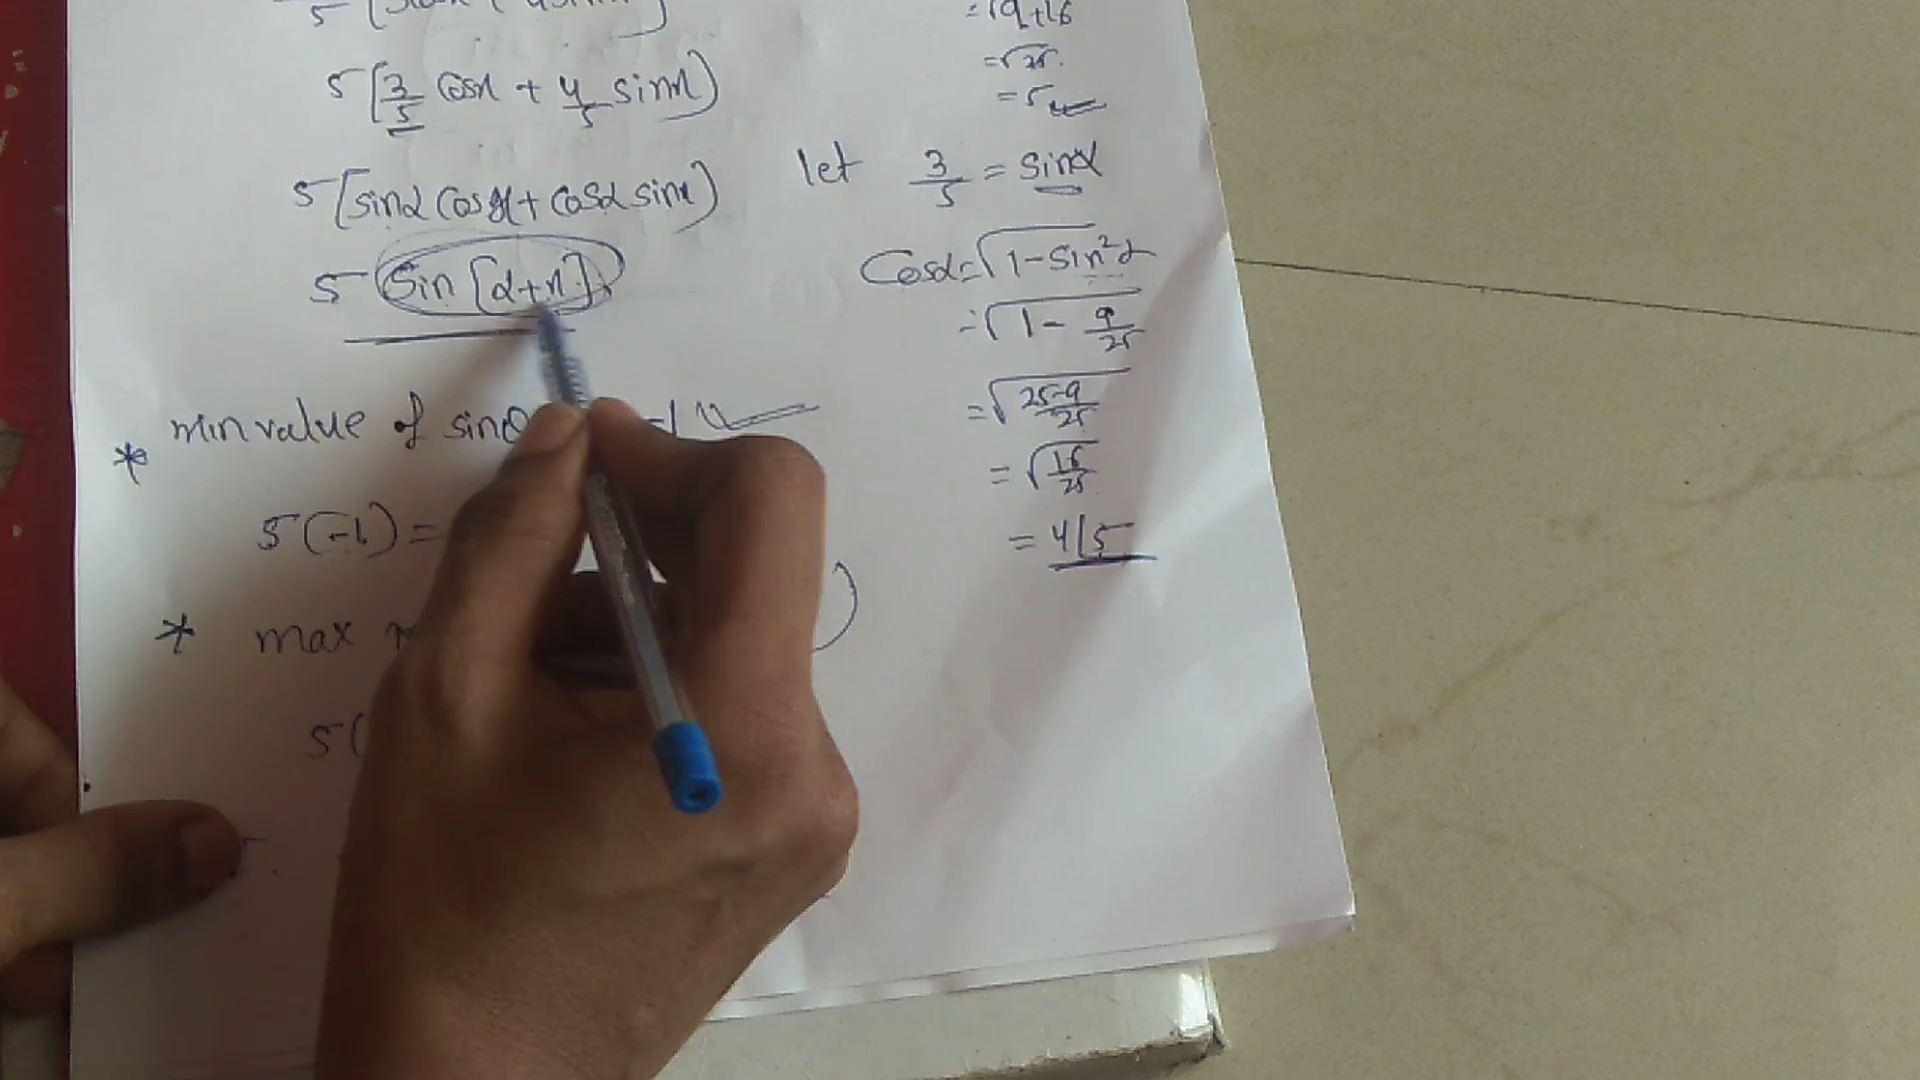 5[3/5 cosx + 4/5 sinx]
5[sinα cosx + cosα sinx]
5 sin[α+x]
* min value of sinθ -1
5(-1) =
* max
5(
= √9+16
= √25
= 5
let 3/5 = sinα
cosα = √1-sin²α
= √1 - 9/25
= √25-9/25
= √16/25
= 4/5